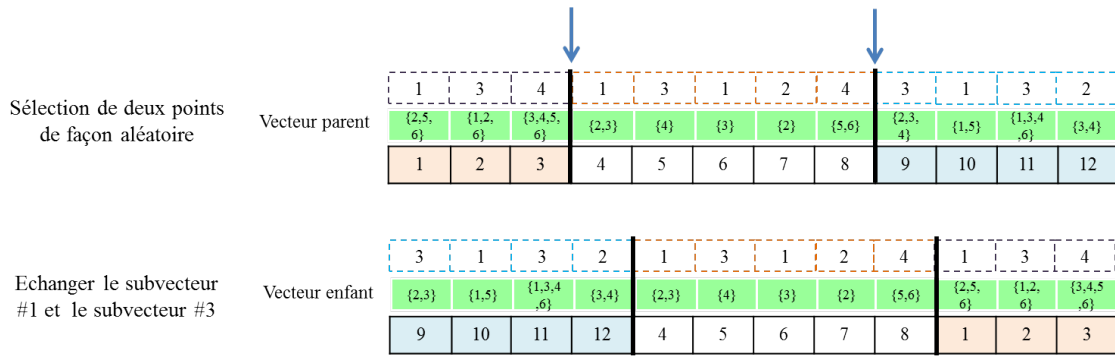 1 3 4 1 3 1 2 4 3 1 3 2
Sélection de deux points
de façon aléatoire
Vecteur parent
{2,5, {1,2, {3,4,5, {2,3} {4} {3} {2} {5,6} {2,3, {1,5} {1,3,4 {3,4}
6} 6} 6} 4} ,6}
1 2 3 4 5 6 7 8 9 10 11 12
3 1 3 2 1 3 1 2 4 1 3 4
Echanger le subvecteur
#1 et le subvecteur #3
Vecteur enfant
{2,3} {1,5} {1,3,4 {3,4} {2,3} {4} {3} {2} {5,6} {2,5, {1,2, {3,4,5
,6} 6} 6} ,6}
9 10 11 12 4 5 6 7 8 1 2 3